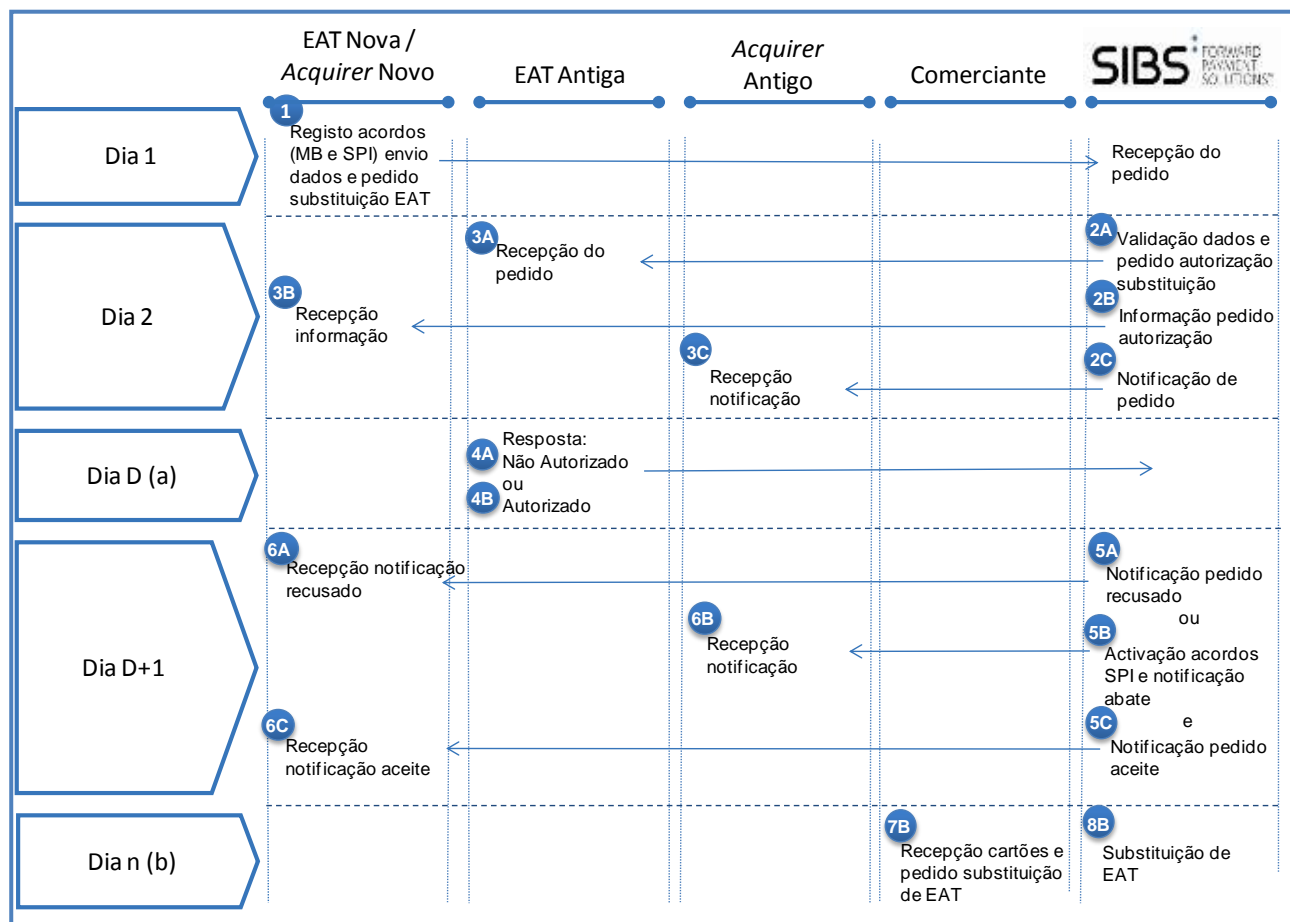 EAT Nova /
Acquirer Novo
EAT Antiga
Acquirer
Antigo
Comerciante
SIBS
FORWARD
PAYMENT
SOLUTIONS
Dia 1
1
Registo acordos
(MB e SPI) envio
dados e pedido
substituição EAT
Recepção do
pedido
Dia 2
3A
Recepção do
pedido
2A
Validação dados e
pedido autorização
substituição
3B
Recepção
informação
2B
Informação pedido
autorização
3C
Recepção
notificação
2C
Notificação de
pedido
Dia D (a)
4A
Resposta:
Não Autorizado
ou
4B
Autorizado
Dia D+1
6A
Recepção notificação
recusado
5A
Notificação pedido
recusado
ou
6B
Recepção
notificação
5B
Activação acordos
SPI e notificação
abate
e
6C
Recepção
notificação aceite
5C
Notificação pedido
aceite
Dia n (b)
7B
Recepção cartões e
pedido substituição
de EAT
8B
Substituição de
EAT